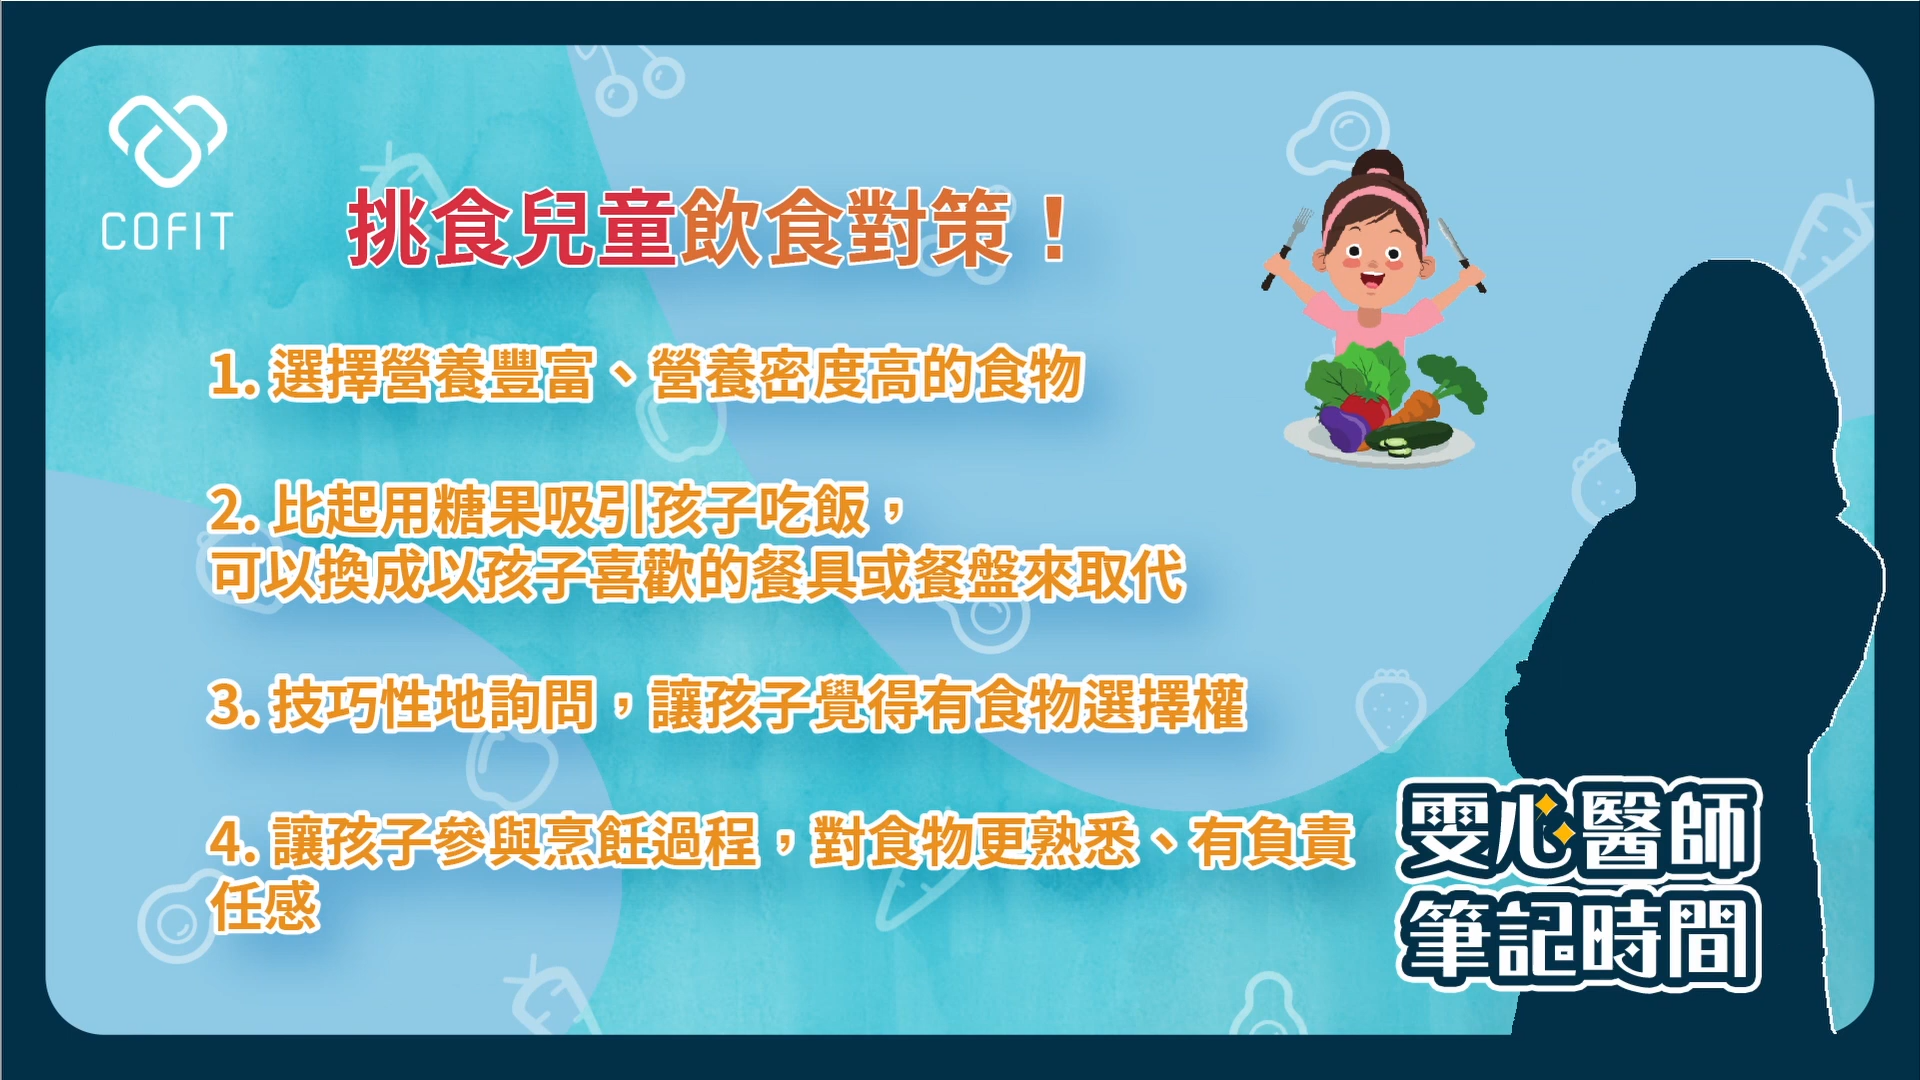 COFIT
挑食兒童飲食對策！
1. 選擇營養豐富、營養密度高的食物
2. 比起用糖果吸引孩子吃飯，
可以換成以孩子喜歡的餐具或餐盤來取代
3. 技巧性地詢問，讓孩子覺得有食物選擇權
4. 讓孩子參與烹飪過程，對食物更熟悉、有負責
任感
雯心醫師
筆記時間